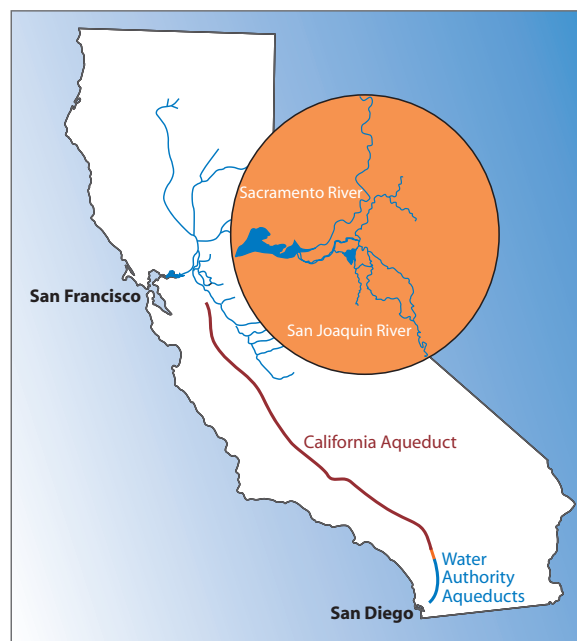 Sacramento River
San Francisco
San Joaquin River
California Aqueduct
Water
Authority
Aqueducts
San Diego